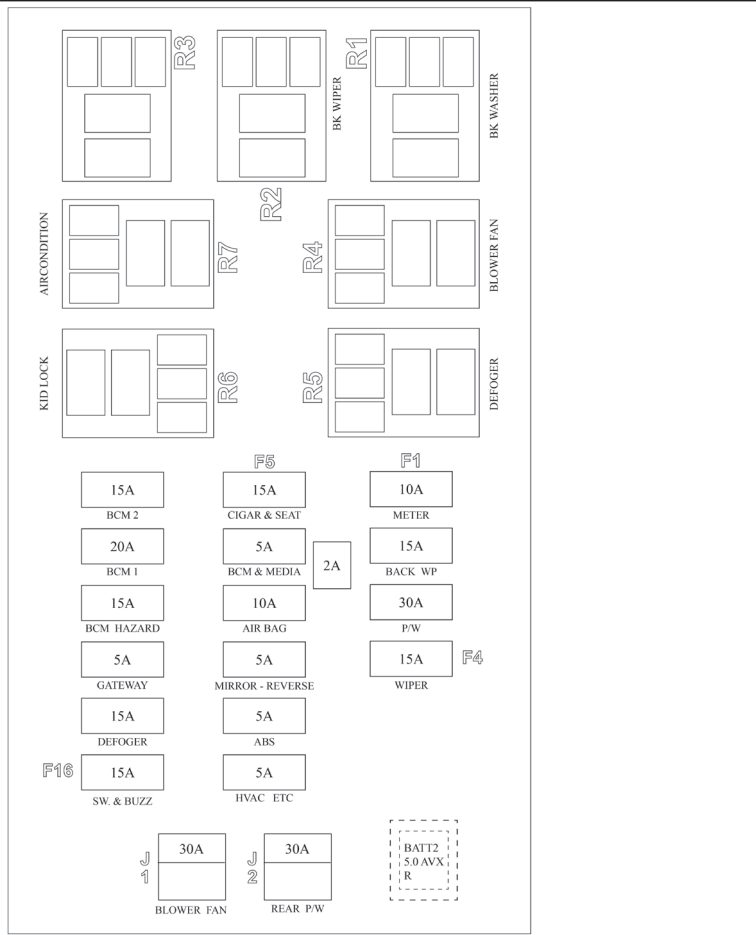 R3
R1
BK WIPER
BK WASHER
R2
AIRCONDITION
R7
R4
BLOWER FAN
KID LOCK
R6
R5
DEFOGER
F5
F1
15A
15A
10A
BCM 2
CIGAR & SEAT
METER
20A
5A
2A
15A
BCM 1
BCM & MEDIA
BACK WP
15A
10A
30A
BCM HAZARD
AIR BAG
P/W
5A
5A
15A
F4
GATEWAY
MIRROR - REVERSE
WIPER
15A
5A
DEFOGER
ABS
F16
15A
5A
SW. & BUZZ
HVAC ETC
J
1
30A
J
2
30A
BLOWER FAN
REAR P/W
BATT2
5.0 AVX
R